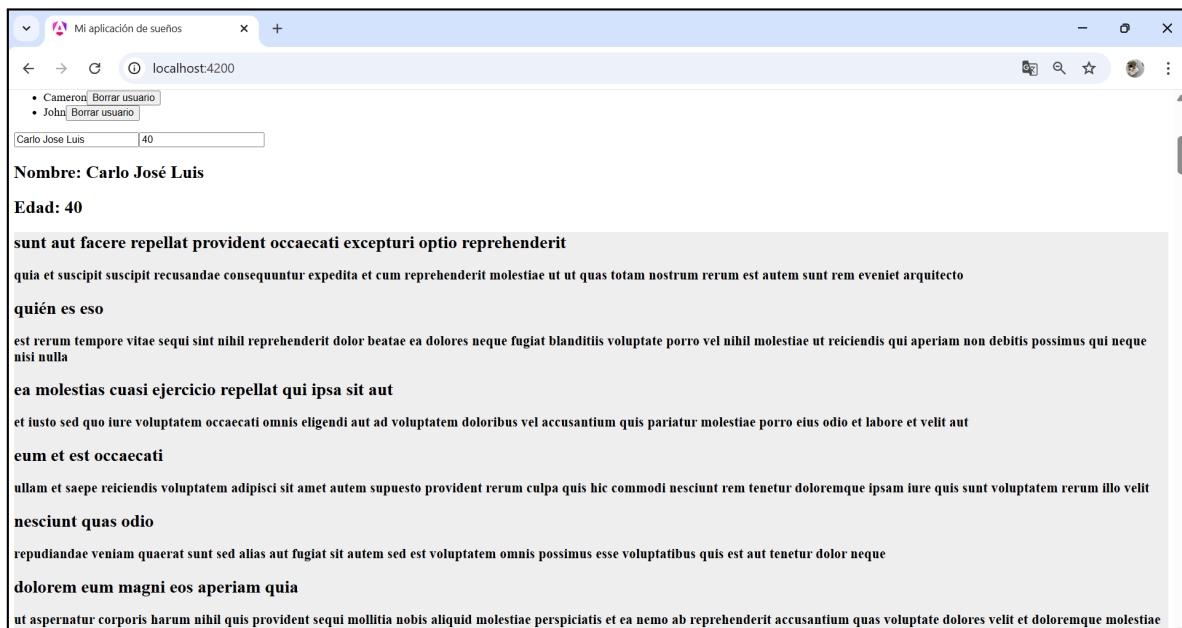 Mi aplicación de sueños
localhost:4200
Cameron Borrar usuario
John Borrar usuario
Carlo Jose Luis 40
Nombre: Carlo José Luis
Edad: 40
sunt aut facere repellat provident occaecati excepturi optio reprehenderit
quia et suscipit suscipit recusandae consequuntur expedita et cum reprehenderit molestiae ut ut quas totam nostrum rerum est autem sunt rem eveniet arquitecto
quién es eso
est rerum tempore vitae sequi sint nihil reprehenderit dolor beatae ea dolores neque fugiat blanditiis voluptate porro vel nihil molestiae ut reiciendis qui aperiam non debitis possimus qui neque
nisi nulla
ea molestias cuasi ejercicio repellat qui ipsa sit aut
et iusto sed quo iure voluptatem occaecati omnis eligendi aut ad voluptatem doloribus vel accusantium quis pariatur molestiae porro eius odio et labore et velit aut
eum et est occaecati
ullam et saepe reiciendis voluptatem adipisci sit amet autem supuesto provident rerum culpa quis hic commodi nesciunt rem tenetur doloremque ipsam iure quis sunt voluptatem rerum illo velit
nesciunt quas odio
repudiandae veniam quaerat sunt sed alias aut fugiat sit autem sed est voluptatem omnis possimus esse voluptatibus quis est aut tenetur dolor neque
dolorem eum magni eos aperiam quia
ut aspernatur corporis harum nihil quis provident sequi mollitia nobis aliquid molestiae perspiciatis et ea nemo ab reprehenderit accusantium quas voluptate dolores velit et doloremque molestiae